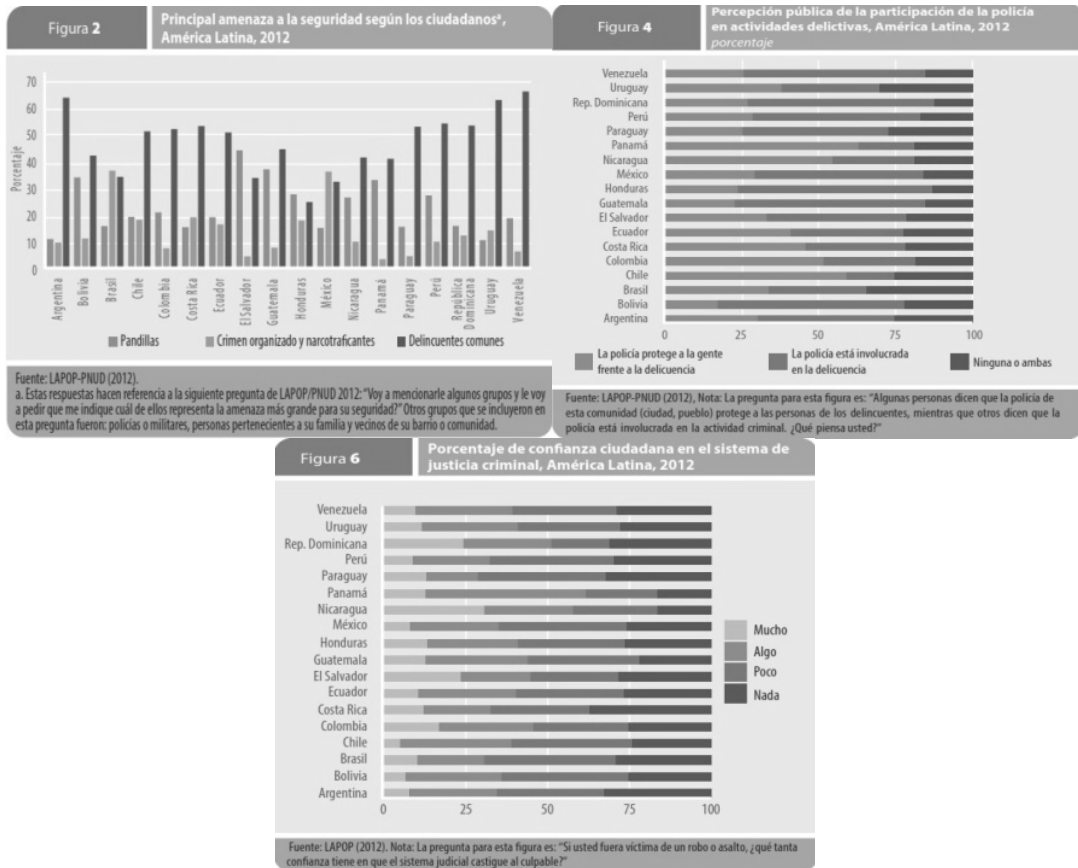 Figura 2
Principal amenaza a la seguridad según los ciudadanosª,
América Latina, 2012
Porcentaje
70
60
50
40
30
20
10
0
Argentina
Bolivia
Brasil
Chile
Colombia
Costa Rica
Ecuador
El Salvador
Guatemala
Honduras
México
Nicaragua
Panamá
Paraguay
Perú
República
Dominicana
Uruguay
Venezuela
Pandillas
Crimen organizado y narcotraficantes
Delincuentes comunes
Fuente: LAPOP-PNUD (2012).
a. Estas respuestas hacen referencia a la siguiente pregunta de LAPOP/PNUD 2012: "Voy a mencionarle algunos grupos y le voy
a pedir que me indique cuál de ellos representa la amenaza más grande para su seguridad?" Otros grupos que se incluyeron en
esta pregunta fueron: policías o militares, personas pertenecientes a su familia y vecinos de su barrio o comunidad.
Figura 4
Percepción pública de la participación de la policía
en actividades delictivas, América Latina, 2012
porcentaje
Venezuela
Uruguay
Rep. Dominicana
Perú
Paraguay
Panamá
Nicaragua
México
Honduras
Guatemala
El Salvador
Ecuador
Costa Rica
Colombia
Chile
Brasil
Bolivia
Argentina
0 25 50 75 100
La policía protege a la gente
frente a la delicuencia
La policía está involucrada
en la delicuencia
Ninguna o ambas
Fuente: LAPOP-PNUD (2012), Nota: La pregunta para esta figura es: "Algunas personas dicen que la policía de
esta comunidad (ciudad, pueblo) protege a las personas de los delincuentes, mientras que otros dicen que la
policía está involucrada en la actividad criminal. ¿Qué piensa usted?"
Figura 6
Porcentaje de confianza ciudadana en el sistema de
justicia criminal, América Latina, 2012
Venezuela
Uruguay
Rep. Dominicana
Perú
Paraguay
Panamá
Nicaragua
México
Honduras
Guatemala
El Salvador
Ecuador
Costa Rica
Colombia
Chile
Brasil
Bolivia
Argentina
0 25 50 75 100
Mucho
Algo
Poco
Nada
Fuente: LAPOP (2012). Nota: La pregunta para esta figura es: "Si usted fuera víctima de un robo o asalto, ¿qué tanta
confianza tiene en que el sistema judicial castigue al culpable?"